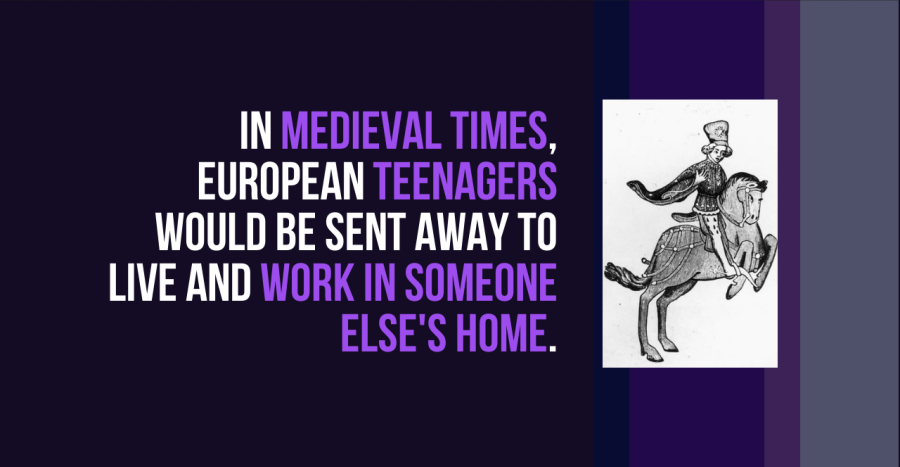 IN MEDIEVAL TIMES,
EUROPEAN TEENAGERS
WOULD BE SENT AWAY TO
LIVE AND WORK IN SOMEONE
ELSE'S HOME.